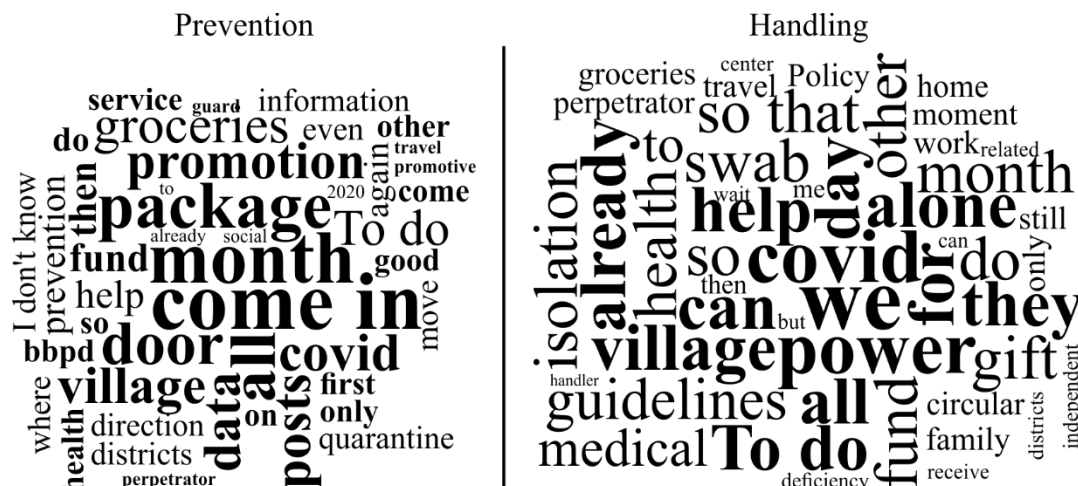 Prevention
service
guard
information
groceries
even
other
do
travel
promotion
promotive
again
come
then
to
2020
package
To do
I don't know
prevention
already
social
fund
month
good
help
come in
move
so
door
all
covid
bbpd
village
data
posts
first
on
only
where
health
direction
quarantine
districts
perpetrator
Handling
groceries
center
travel
Policy
other
home
perpetrator
so that
moment
already
to
work
related
swab
day
month
isolation
health
wait
me
help
alone
still
so
covid
for
can
do
only
then
can
but
we
they
village
power
gift
handler
guidelines
all
fund
circular
districts
independent
medical
To do
family
deficiency
receive